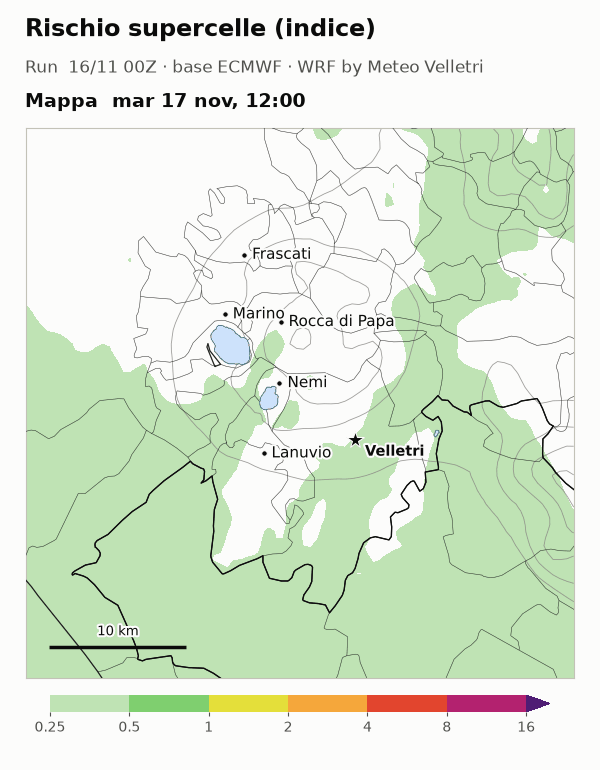 Rischio supercelle (indice)
Run  16/11 00Z · base ECMWF · WRF by Meteo Velletri
Mappa  mar 17 nov, 12:00
Frascati
Marino
Rocca di Papa
Nemi
Velletri
Lanuvio
10 km
0.25 0.5 1 2 4 8 16